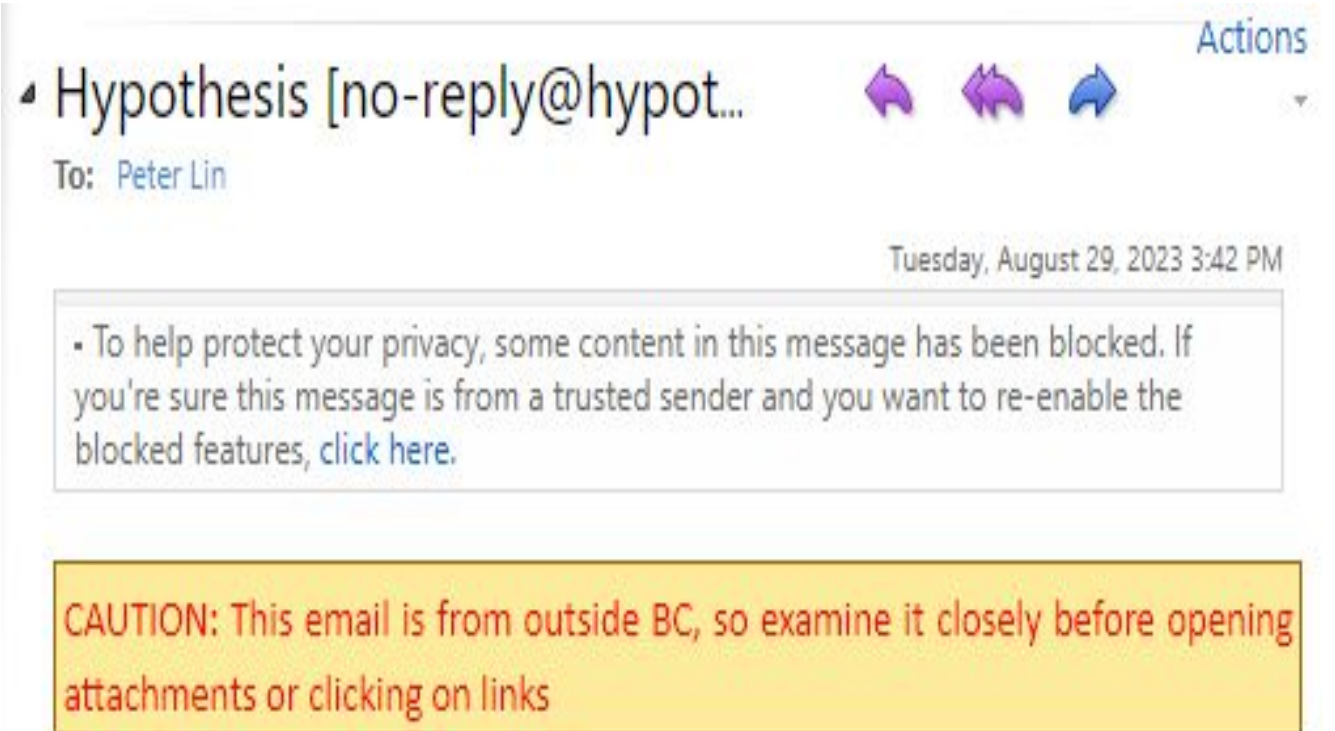 Actions
Hypothesis [no-reply@hypot...
To: Peter Lin
Tuesday, August 29, 2023 3:42 PM
▪ To help protect your privacy, some content in this message has been blocked. If
you're sure this message is from a trusted sender and you want to re-enable the
blocked features, click here.
CAUTION: This email is from outside BC, so examine it closely before opening
attachments or clicking on links